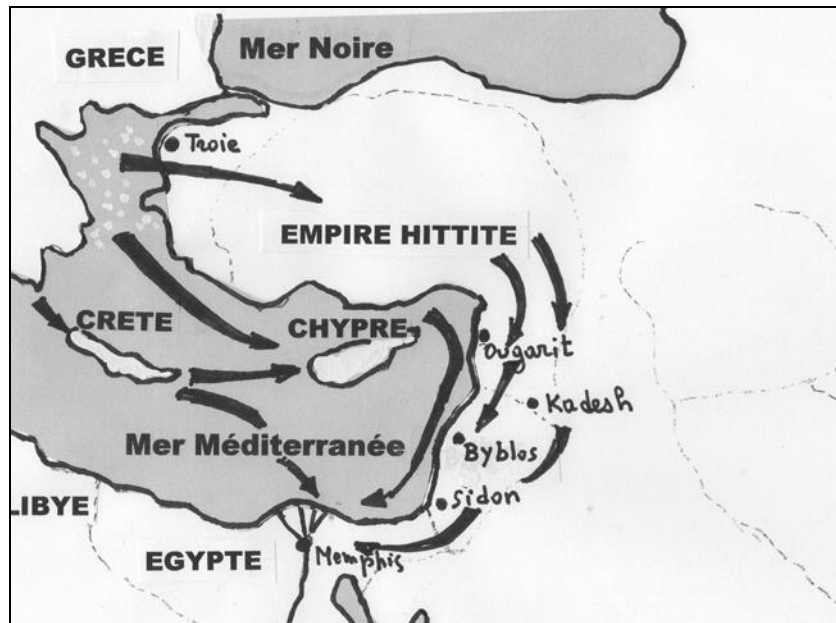 GRECE
Mer Noire
Troie
EMPIRE HITTITE
CRETE
CHYPRE
Ougarit
Kadesh
Mer Méditerranée
Byblos
Sidon
LIBYE
EGYPTE
Memphis